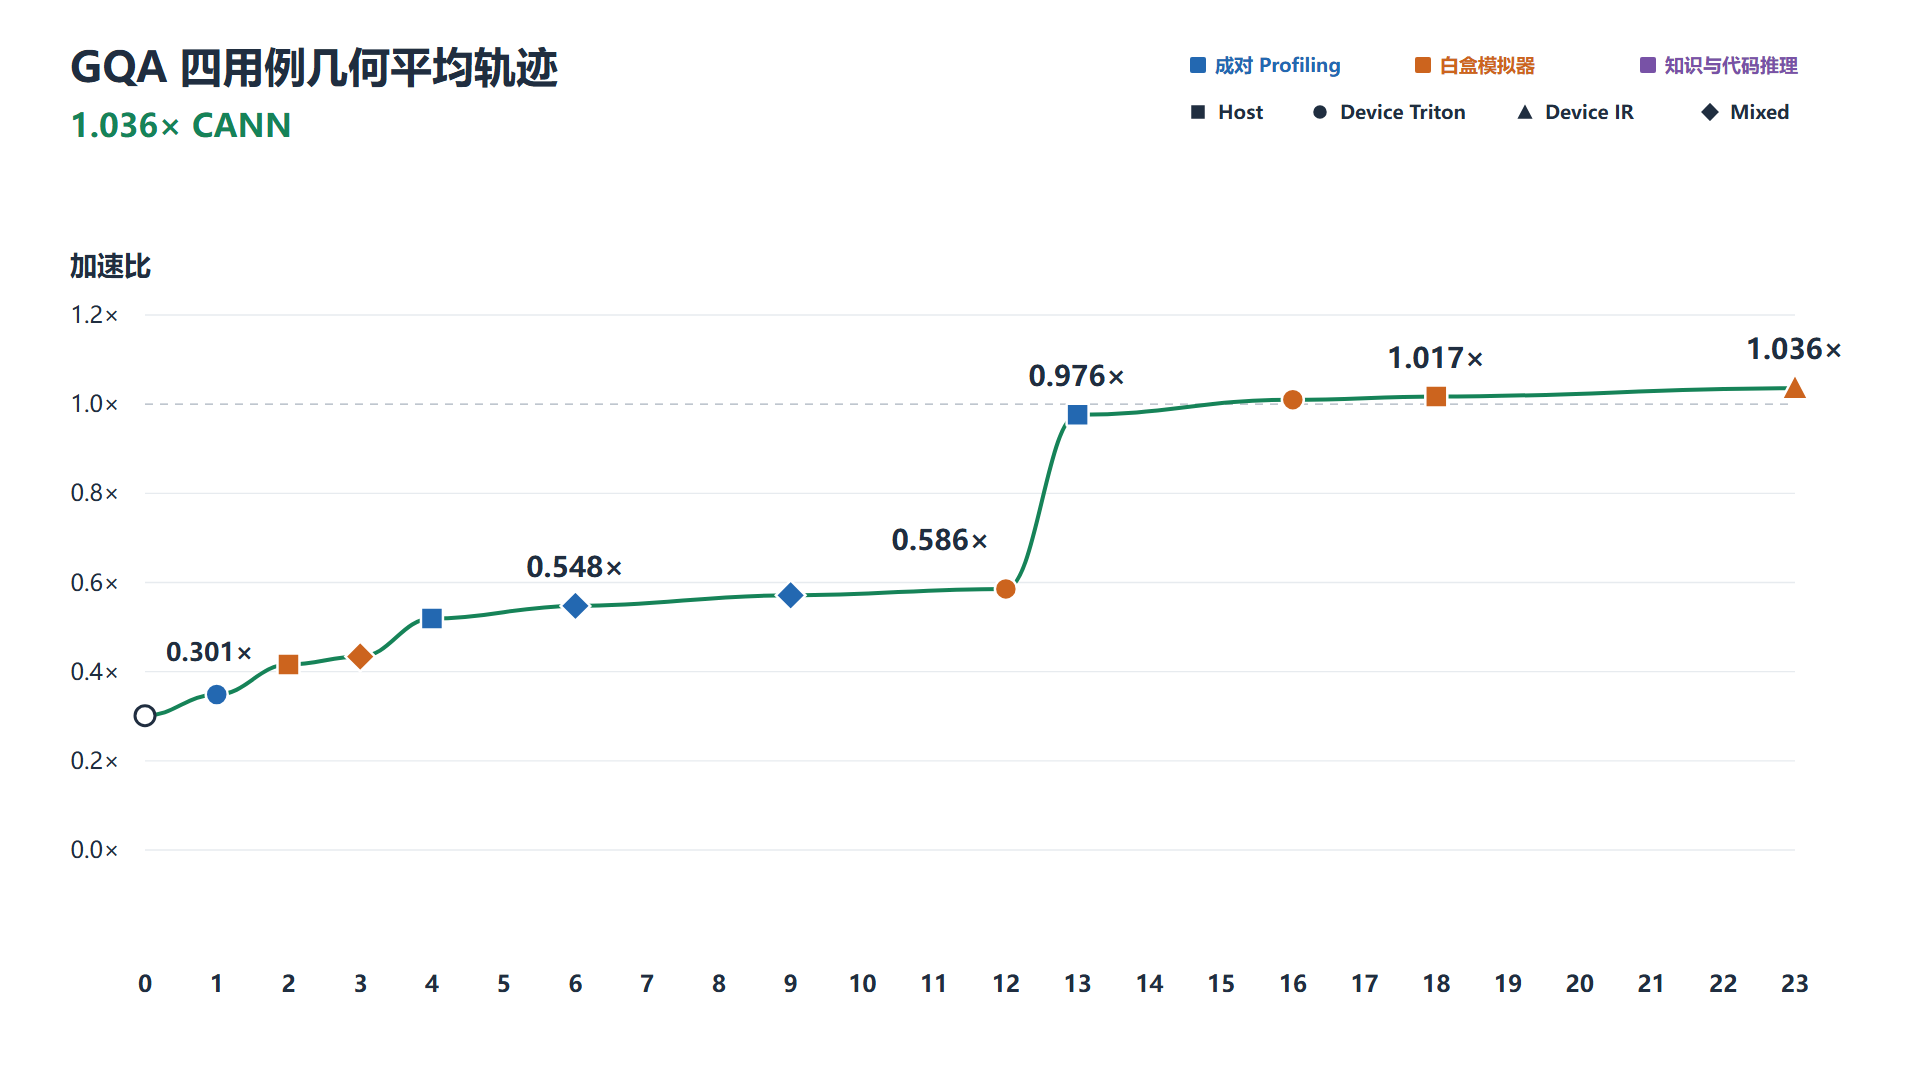 GQA 四用例几何平均轨迹
1.036× CANN
成对 Profiling 白盒模拟器 知识与代码推理
Host Device Triton Device IR Mixed
加速比
1.2×
1.0×
0.8×
0.6×
0.4×
0.2×
0.0×
0.301×
0.548×
0.586×
0.976×
1.017×
1.036×
0 1 2 3 4 5 6 7 8 9 10 11 12 13 14 15 16 17 18 19 20 21 22 23